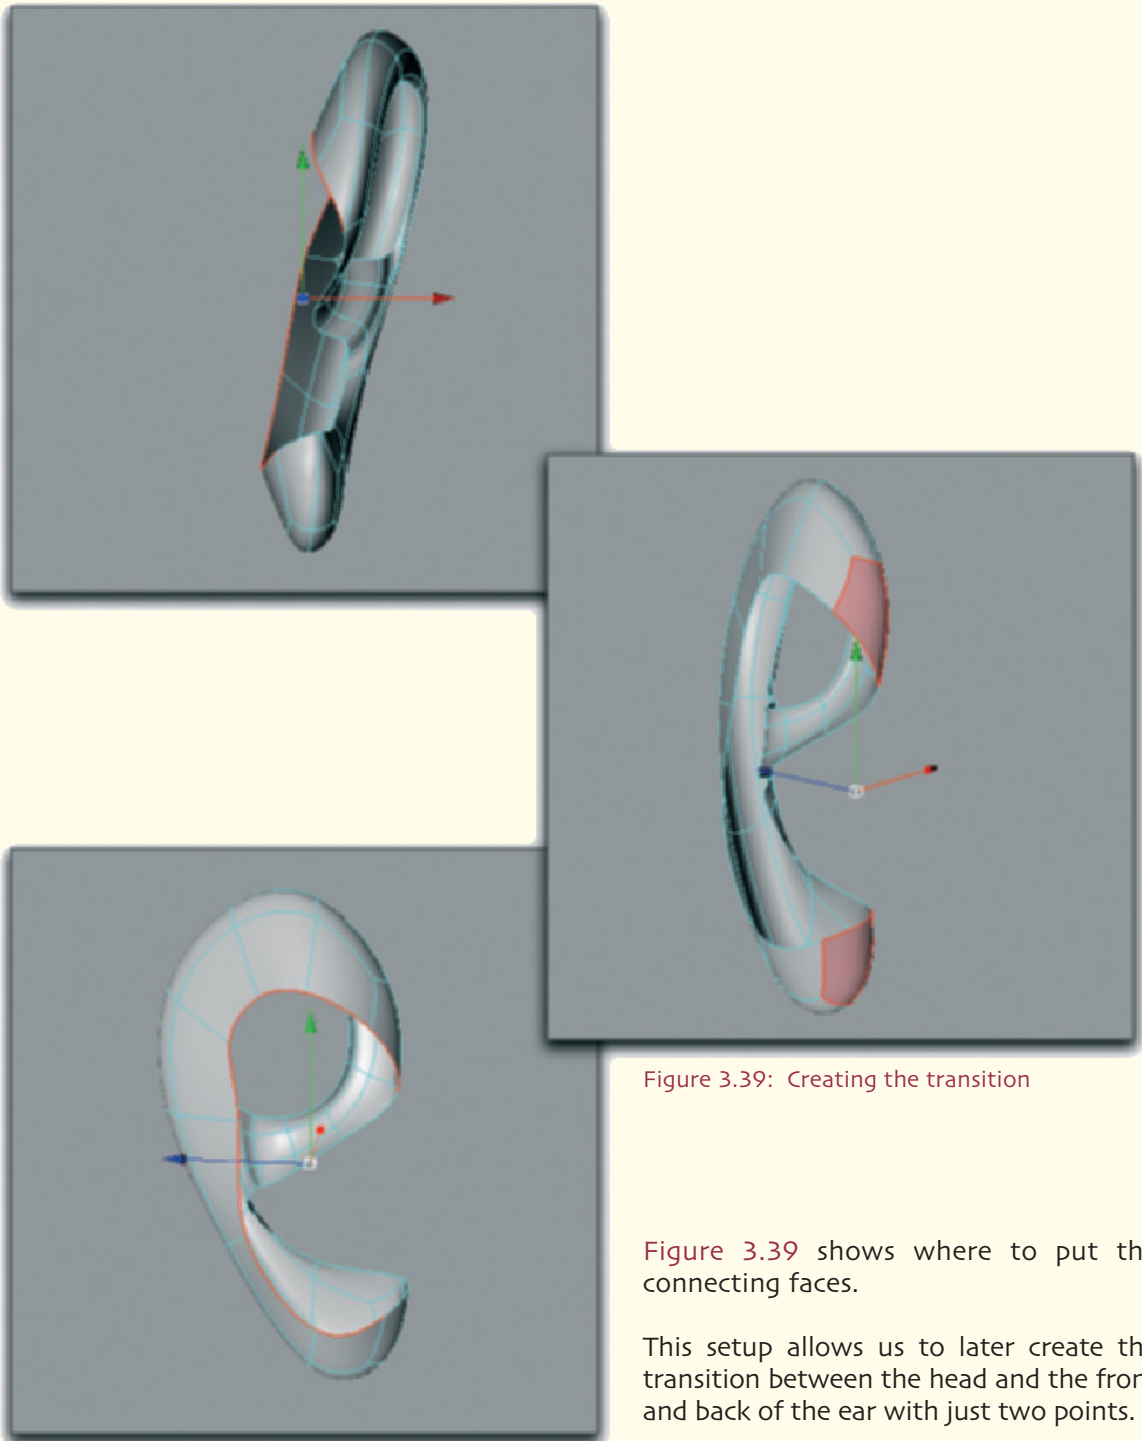 Figure 3.39: Creating the transition
Figure 3.39 shows where to put th
connecting faces.
This setup allows us to later create th
transition between the head and the fron
and back of the ear with just two points.